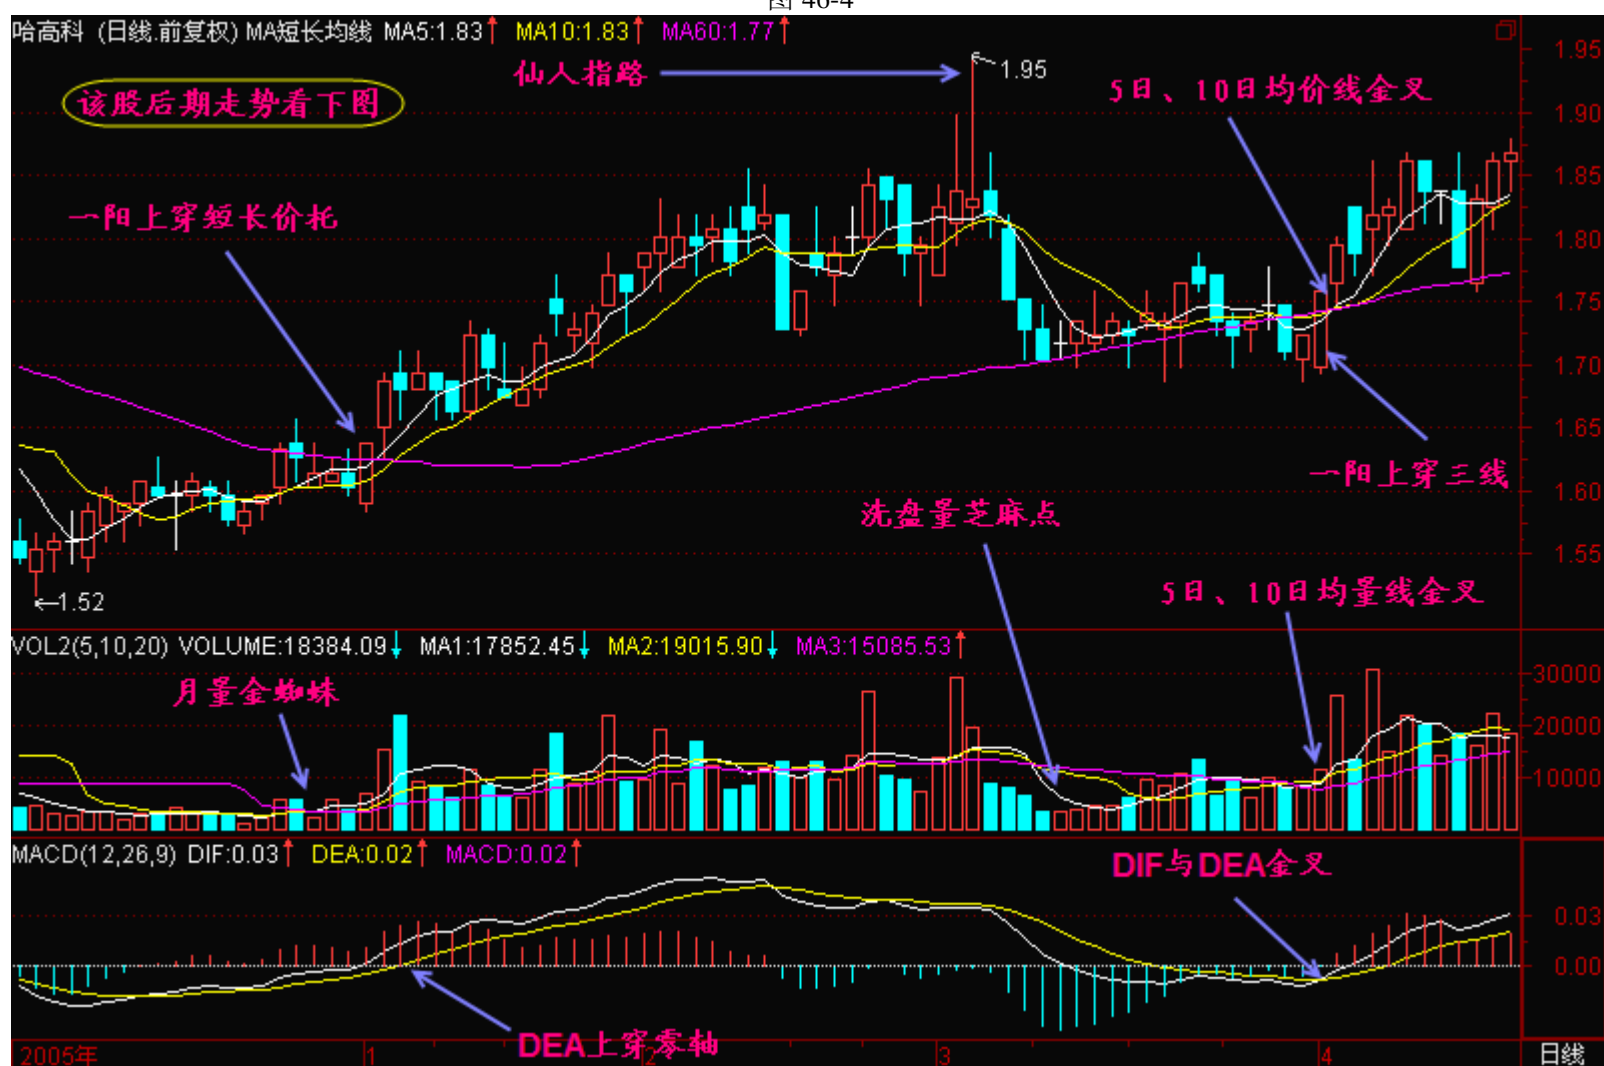 图 46-4
哈高科 (日线.前复权) MA短长均线 MA5:1.83↑ MA10:1.83↑ MA60:1.77↑
1.95
仙人指路
1.95
5日、10日均价线金叉
该股后期走势看下图
1.90
1.85
一阳上穿短长价托
1.80
1.75
1.70
1.65
一阳上穿三线
1.60
洗盘量芝麻点
1.55
5日、10日均量线金叉
1.52
VOL2(5,10,20) VOLUME:18384.09↓ MA1:17852.45↓ MA2:19015.90↓ MA3:15085.53↑
30000
月量金蜘蛛
20000
10000
MACD(12,26,9) DIF:0.03↑ DEA:0.02↑ MACD:0.02↑
DIF与DEA金叉
0.03
0.00
DEA上穿零轴
2005年 1 2 3 4 日线